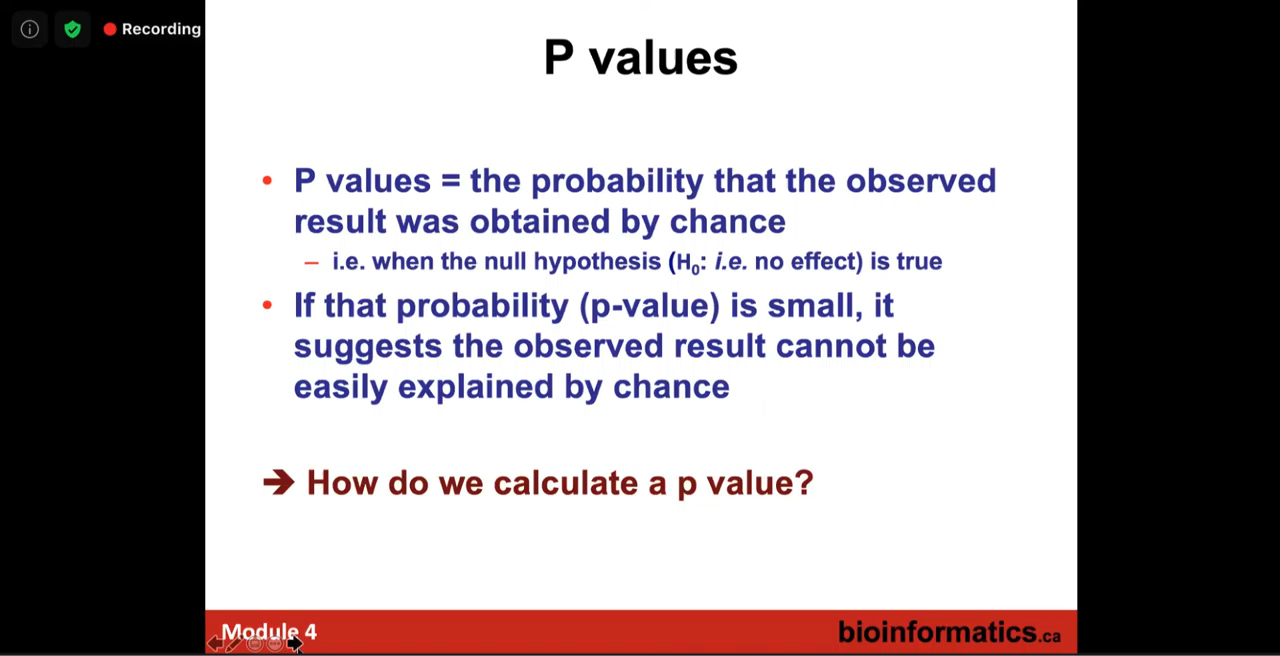 Recording
P values
• P values = the probability that the observed
result was obtained by chance
– i.e. when the null hypothesis (H₀: i.e. no effect) is true
• If that probability (p-value) is small, it
suggests the observed result cannot be
easily explained by chance
➔ How do we calculate a p value?
Module 4
bioinformatics.ca